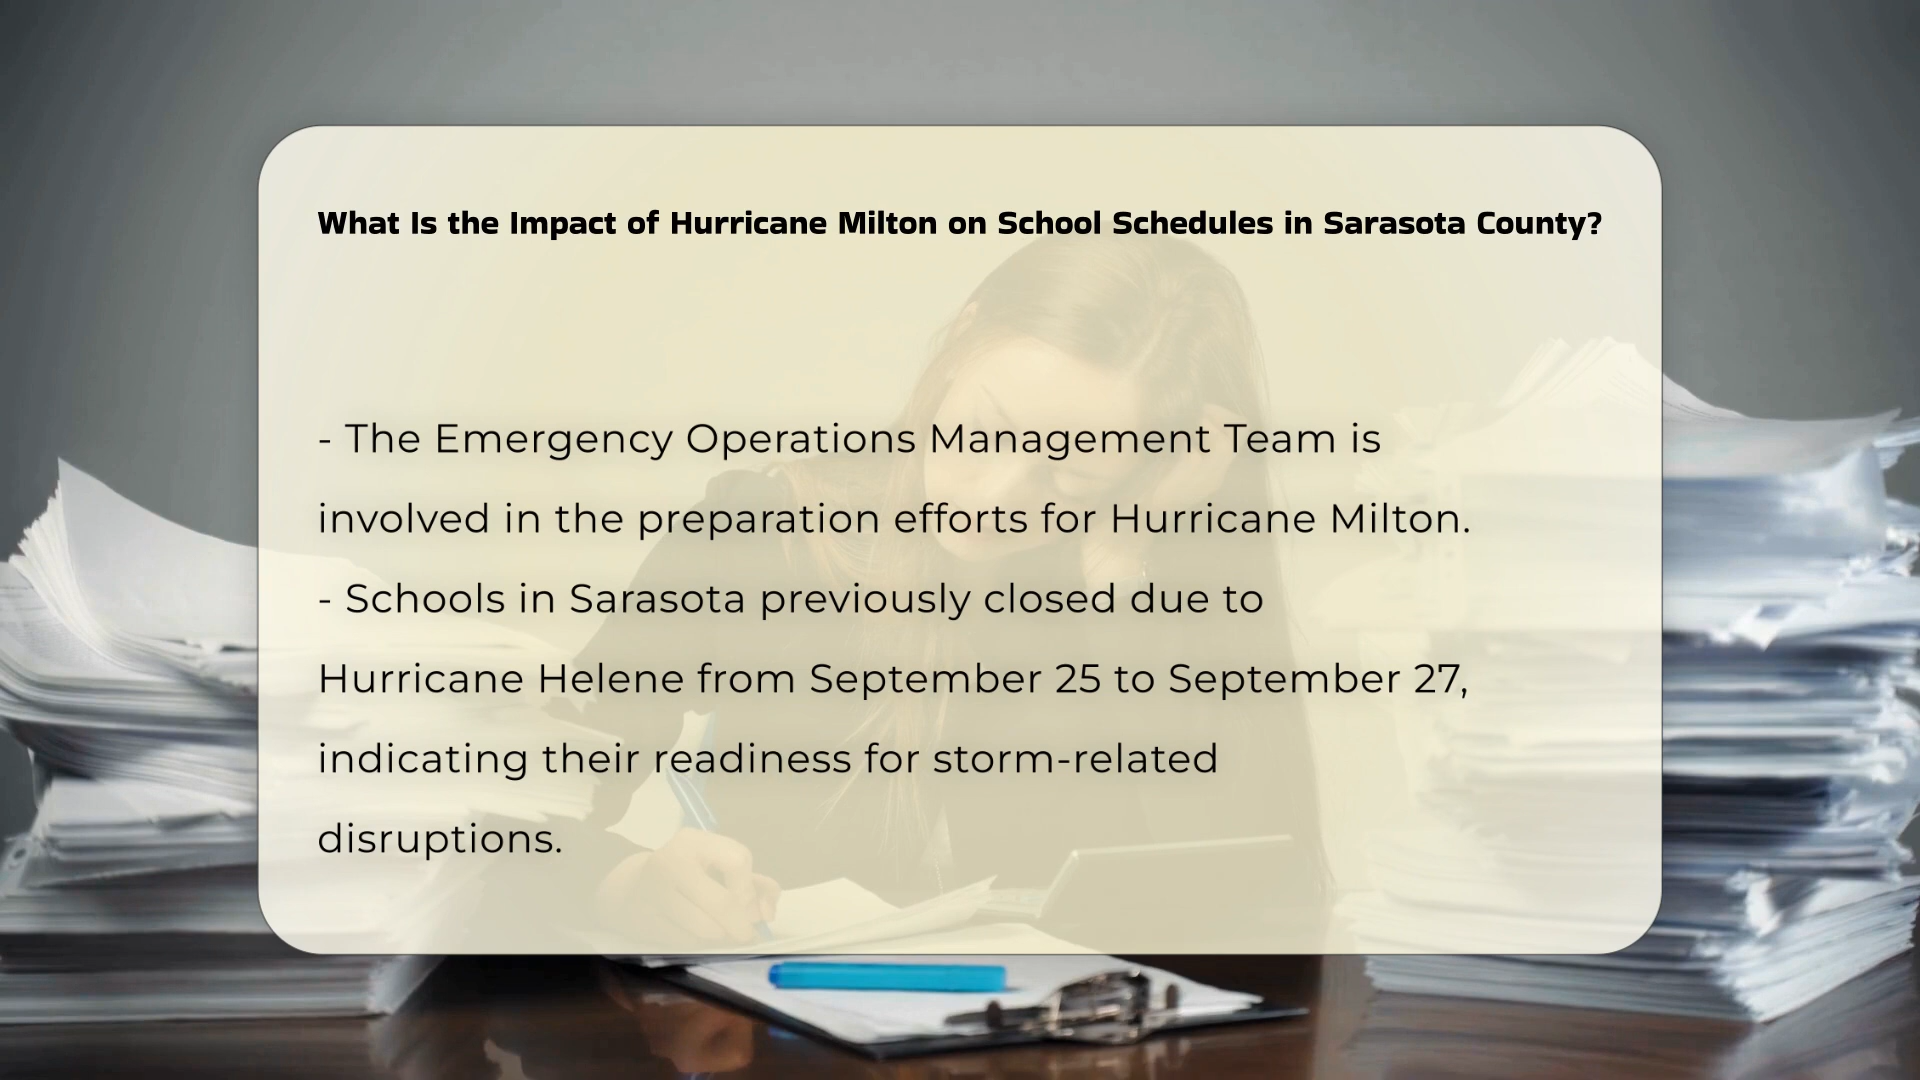 What Is the Impact of Hurricane Milton on School Schedules in Sarasota County?
- The Emergency Operations Management Team is
involved in the preparation efforts for Hurricane Milton.
- Schools in Sarasota previously closed due to
Hurricane Helene from September 25 to September 27,
indicating their readiness for storm-related
disruptions.